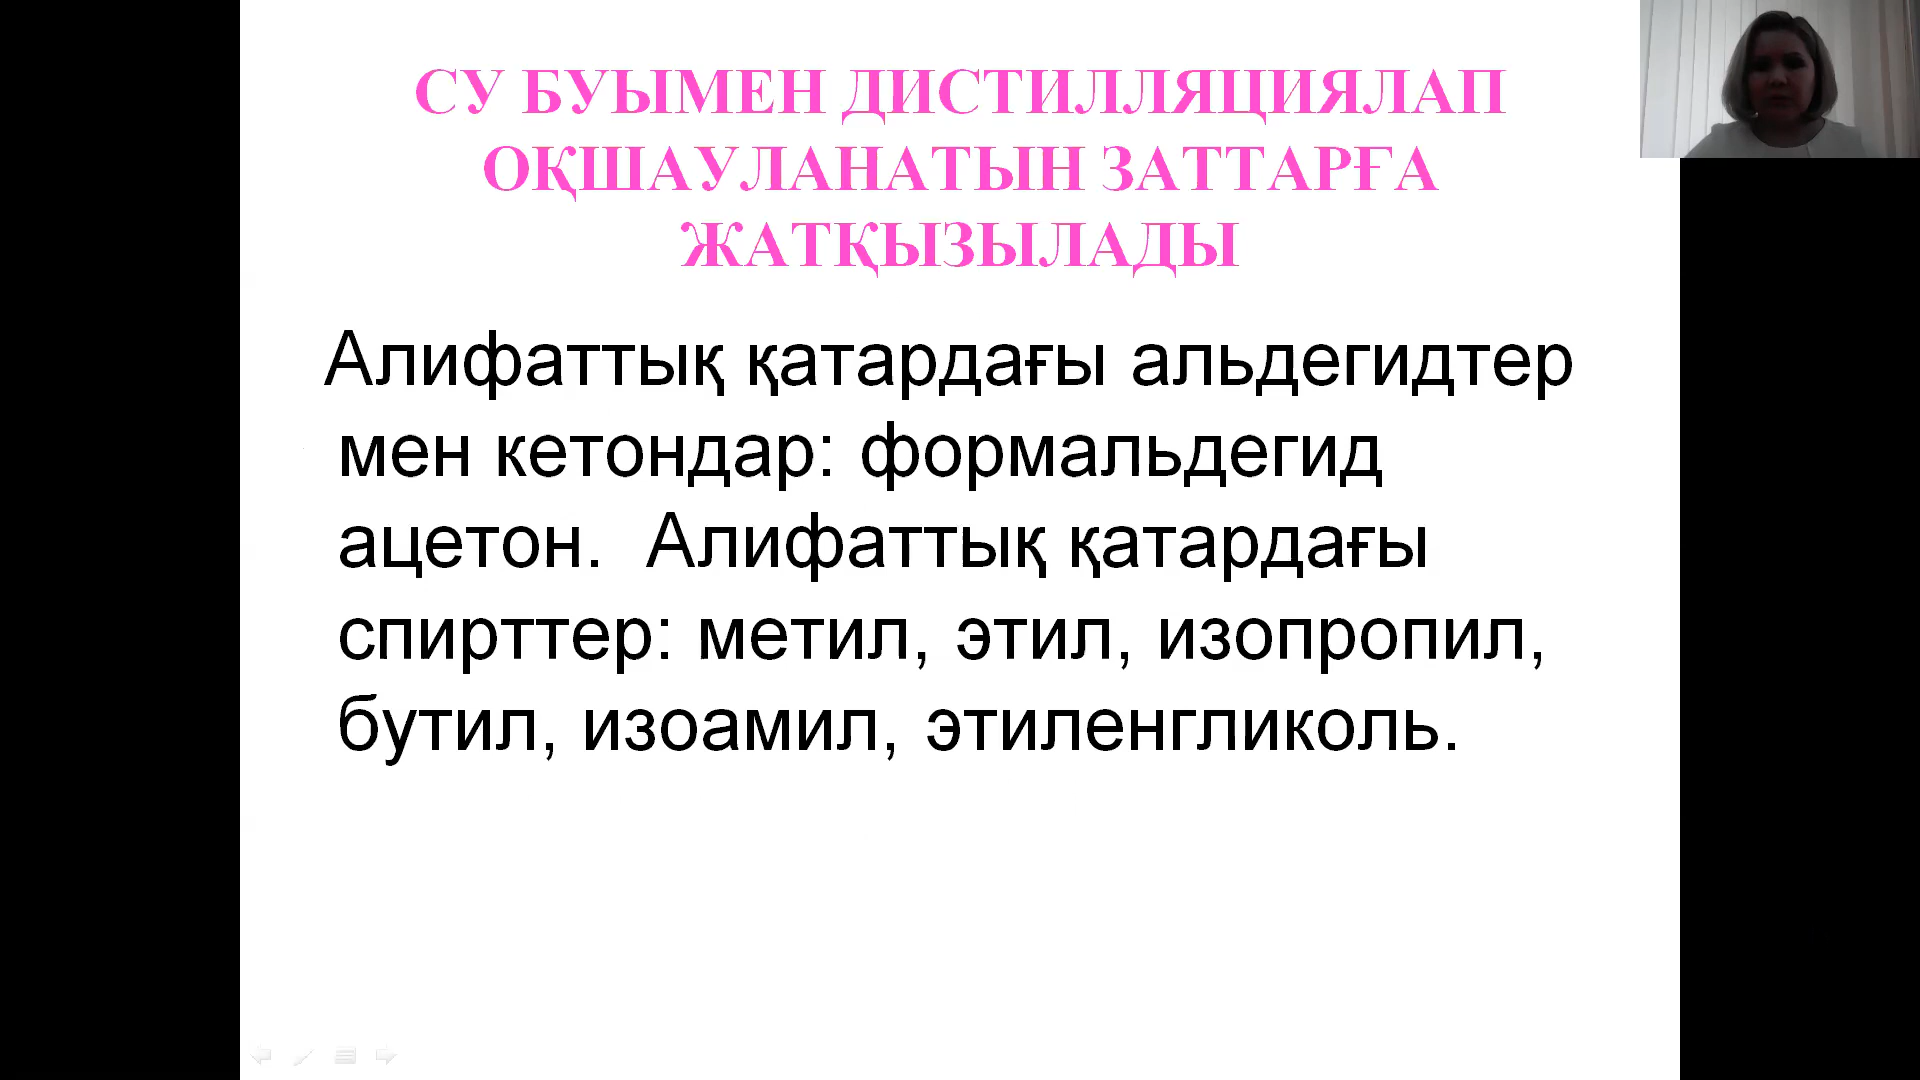 СУ БУЫМЕН ДИСТИЛЛЯЦИЯЛАП
ОҚШАУЛАНАТЫН ЗАТТАРҒА
ЖАТҚЫЗЫЛАДЫ
Алифаттық қатардағы альдегидтер
мен кетондар: формальдегид
ацетон.  Алифаттық қатардағы
спирттер: метил, этил, изопропил,
бутил, изоамил, этиленгликоль.